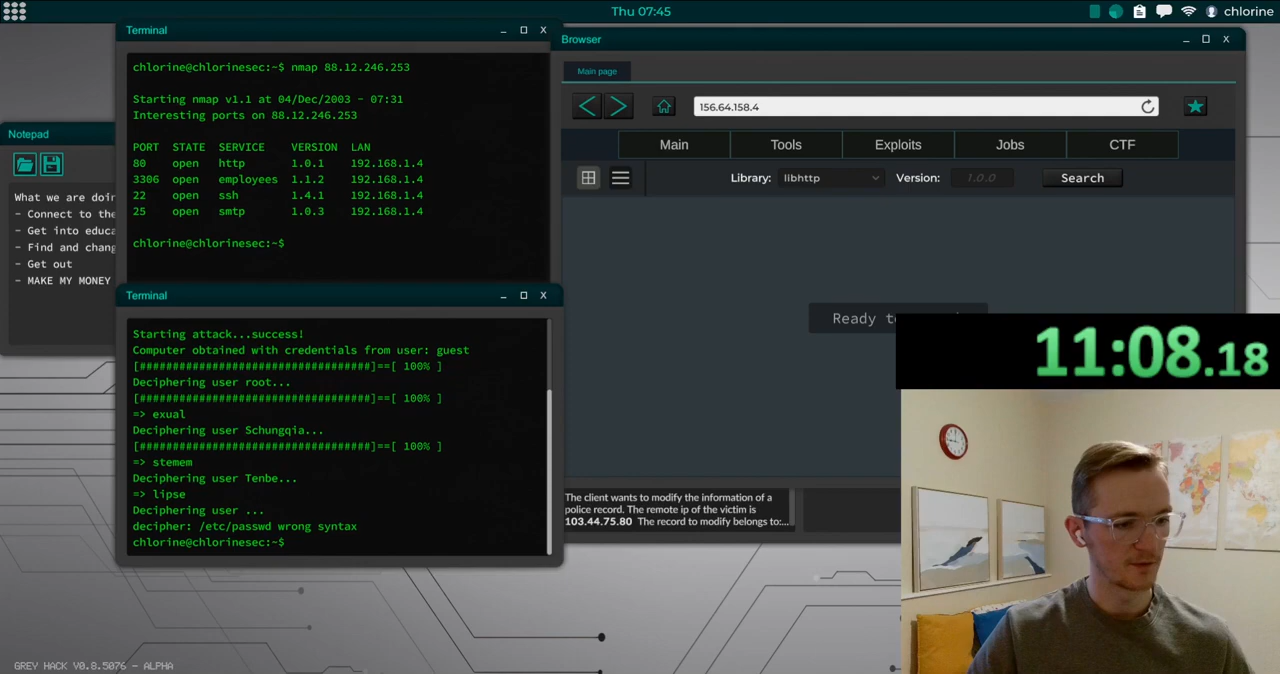 Thu 07:45
chlorine
Terminal
chlorine@chlorinesec:~$ nmap 88.12.246.253
Starting nmap v1.1 at 04/Dec/2003 - 07:31
Interesting ports on 88.12.246.253
PORT STATE SERVICE VERSION LAN
80 open http 1.0.1 192.168.1.4
3306 open employees 1.1.2 192.168.1.4
22 open ssh 1.4.1 192.168.1.4
25 open smtp 1.0.3 192.168.1.4
chlorine@chlorinesec:~$
Notepad
What we are
- Connect to the
- Get into
- Find and
- Get out
- MAKE MY MONEY
Terminal
Starting attack...success!
Computer obtained with credentials from user: guest
[####################################]==[ 100% ]
Deciphering user root...
[####################################]==[ 100% ]
=> exual
Deciphering user Schungqia...
[####################################]==[ 100% ]
=> stemem
Deciphering user Tenbe...
=> lipse
Deciphering user ...
decipher: /etc/passwd wrong syntax
chlorine@chlorinesec:~$
Browser
Main page
156.64.158.4
Main Tools Exploits Jobs CTF
Library: libhttp Version: 1.0.0 Search
Ready
The client wants to modify the information of a
police record. The remote ip of the victim is
103.44.75.80 The record to modify belongs to:...
11:08.18
GREY HACK V0.8.5076 - ALPHA